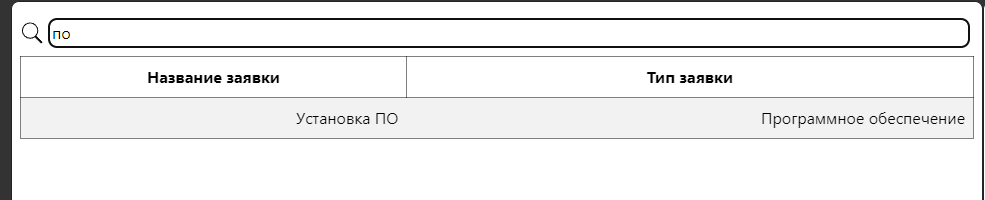 по
Название заявки Тип заявки
Установка ПО Программное обеспечение